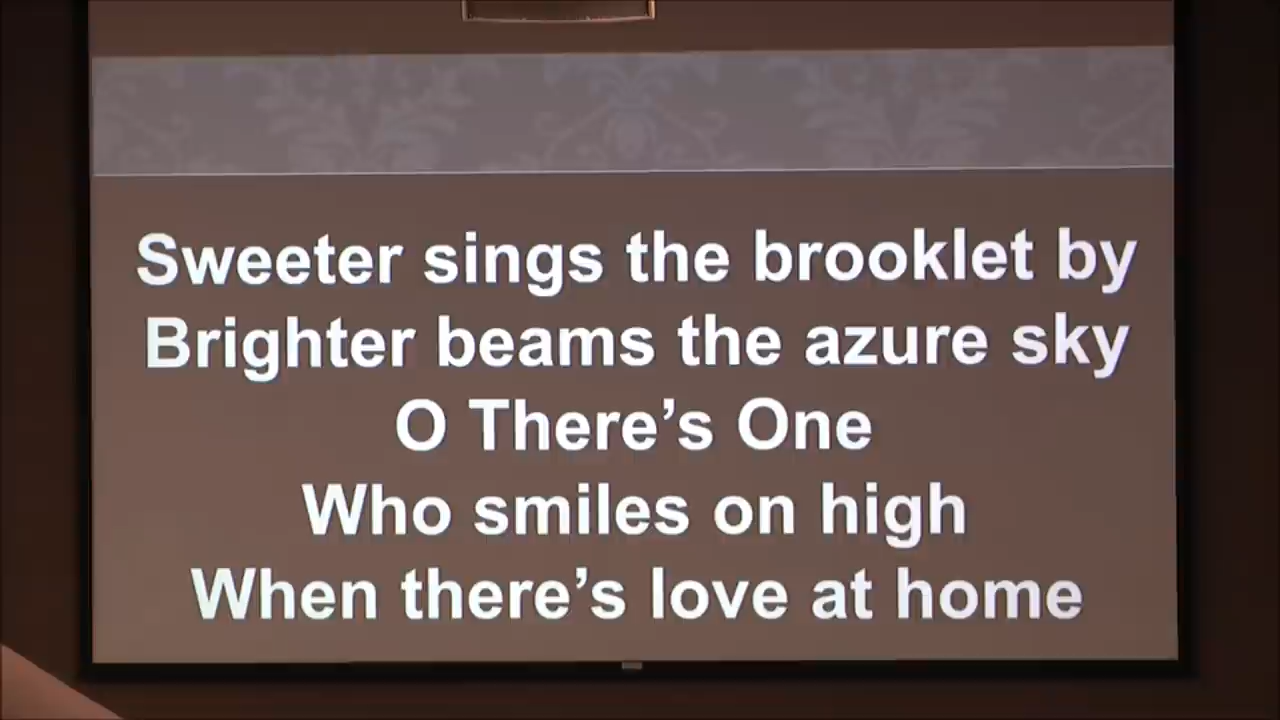 Sweeter sings the brooklet by
Brighter beams the azure sky
O There’s One
Who smiles on high
When there’s love at home